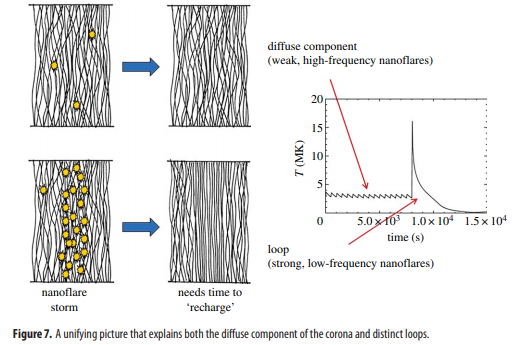 diffuse component
(weak, high-frequency nanoflares)
20
15
10
5
T (MK)
0
5.0 × 10³
1.0 × 10⁴
1.5 × 10⁴
time (s)
loop
(strong, low-frequency nanoflares)
nanoflare
storm
needs time to
‘recharge’
Figure 7. A unifying picture that explains both the diffuse component of the corona and distinct loops.